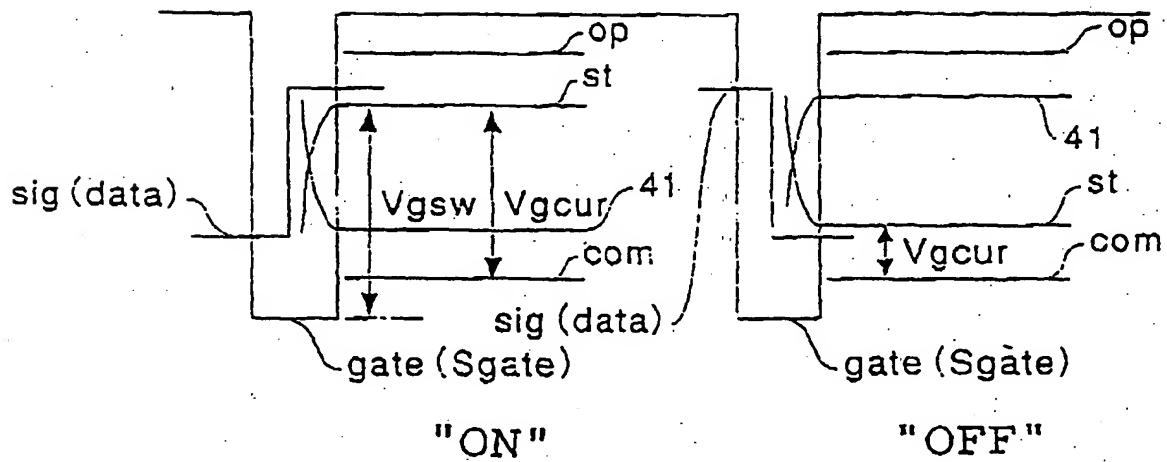 op
st
sig (data)
41
Vgsw
Vgcur
com
gate (Sgate)
"ON"
op
41
st
Vgcur
com
sig (data)
gate (Sgàte)
"OFF"